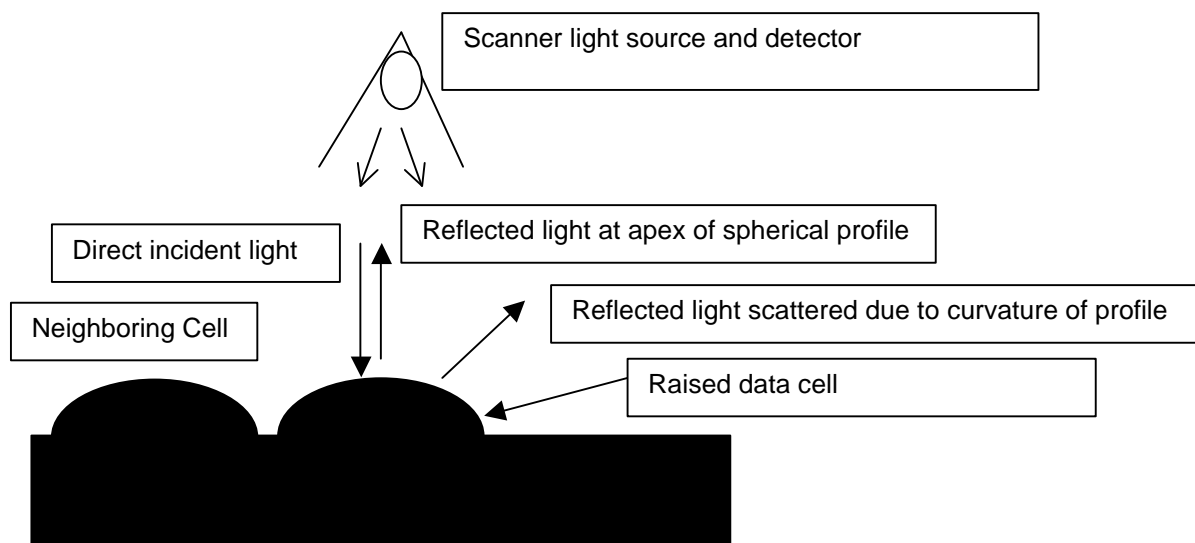 Scanner light source and detector
Reflected light at apex of spherical profile
Direct incident light
Reflected light scattered due to curvature of profile
Neighboring Cell
Raised data cell